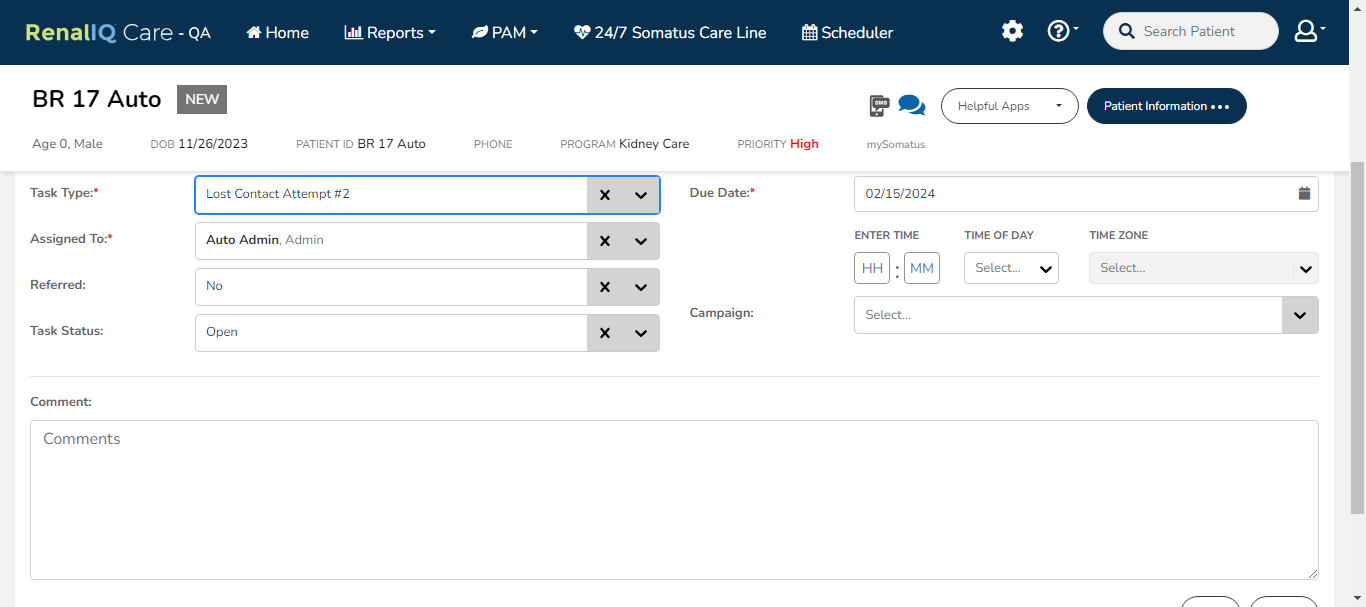 RenalIQ Care - QA Home Reports PAM 24/7 Somatus Care Line Scheduler Search Patient
BR 17 Auto NEW SMS Helpful Apps Patient Information
Age 0, Male DOB 11/26/2023 PATIENT ID BR 17 Auto PHONE PROGRAM Kidney Care PRIORITY High mySomatus
Task Type:* Lost Contact Attempt #2 Due Date:* 02/15/2024
Assigned To:* Auto Admin, Admin ENTER TIME TIME OF DAY TIME ZONE
HH : MM Select... Select...
Referred: No
Campaign: Select...
Task Status: Open
Comment:
Comments